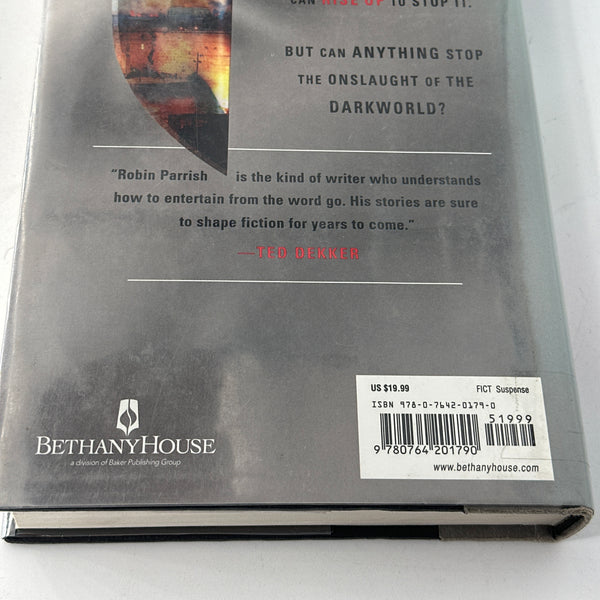 CAN RISE UP TO STOP IT.
BUT CAN ANYTHING STOP
THE ONSLAUGHT OF THE
DARKWORLD?
"Robin Parrish is the kind of writer who understands
how to entertain from the word go. His stories are sure
to shape fiction for years to come."
—TED DEKKER
BETHANYHOUSE
a division of Baker Publishing Group
US $19.99 FICT Suspense
ISBN 978-0-7642-0179-0
51999
9 780764 201790
www.bethanyhouse.com